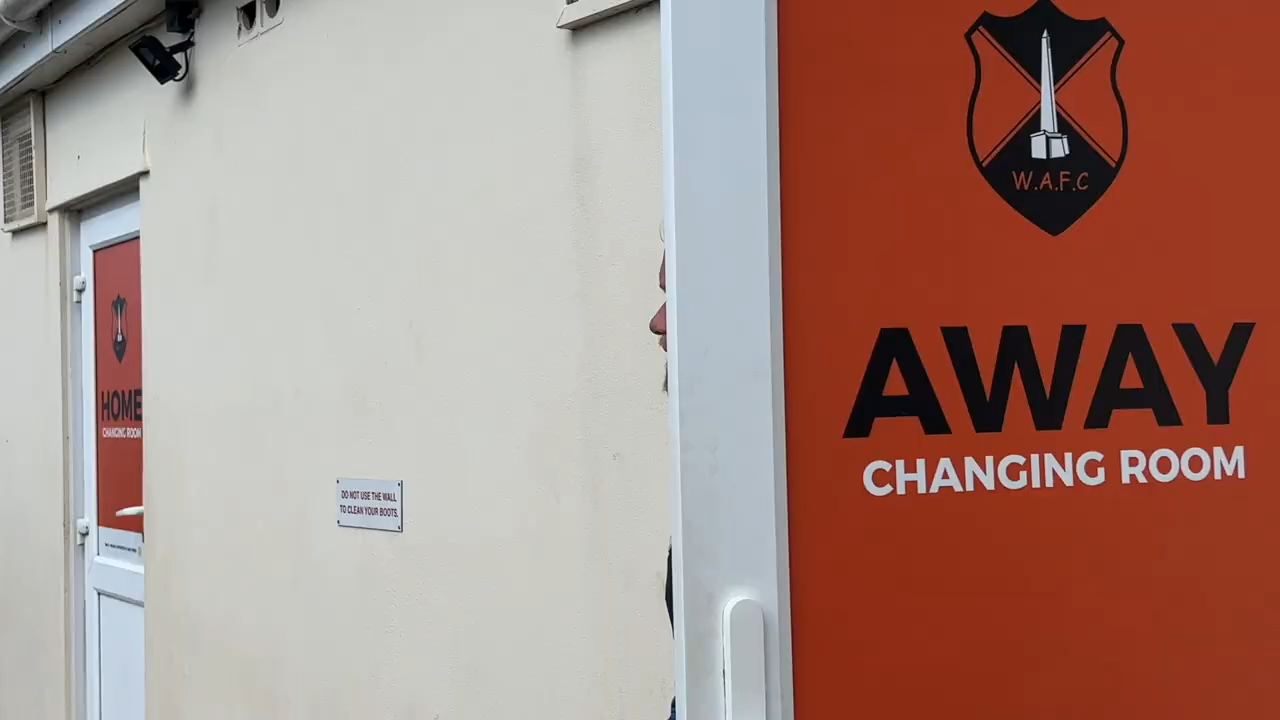 HOME
CHANGING ROOM
DO NOT USE THE WALL
TO CLEAN YOUR BOOTS.
W.A.F.C
AWAY
CHANGING ROOM